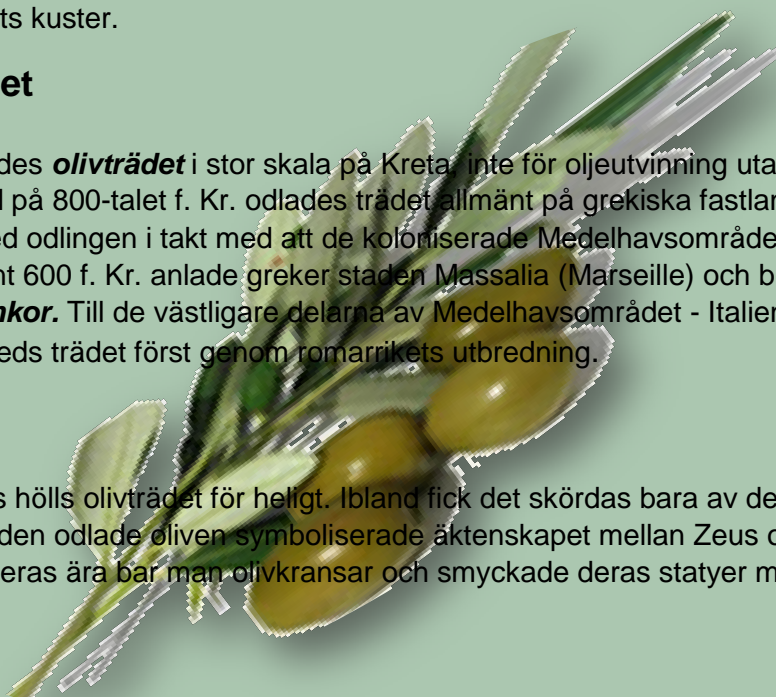 ts kuster.
et
des olivträdet i stor skala på Kreta, inte för oljeutvinning uta
l på 800-talet f. Kr. odlades trädet allmänt på grekiska fastlan
ed odlingen i takt med att de koloniserade Medelhavsområde
nt 600 f. Kr. anlade greker staden Massalia (Marseille) och b
nkor. Till de västligare delarna av Medelhavsområdet - Italien
eds trädet först genom romarrikets utbredning.
s hölls olivträdet för heligt. Ibland fick det skördas bara av de
den odlade oliven symboliserade äktenskapet mellan Zeus o
eras ära bar man olivkransar och smyckade deras statyer m